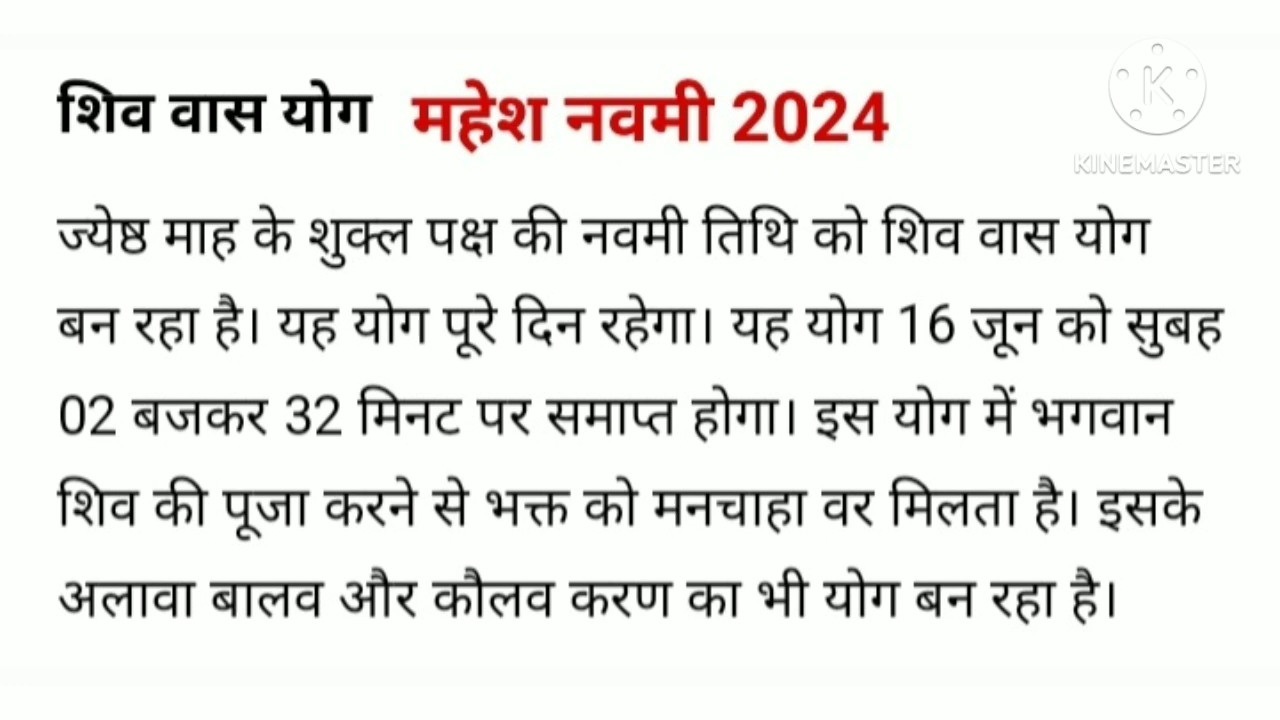 शिव वास योग महेश नवमी 2024
KINEMASTER
ज्येष्ठ माह के शुक्ल पक्ष की नवमी तिथि को शिव वास योग
बन रहा है। यह योग पूरे दिन रहेगा। यह योग 16 जून को सुबह
02 बजकर 32 मिनट पर समाप्त होगा। इस योग में भगवान
शिव की पूजा करने से भक्त को मनचाहा वर मिलता है। इसके
अलावा बालव और कौलव करण का भी योग बन रहा है।